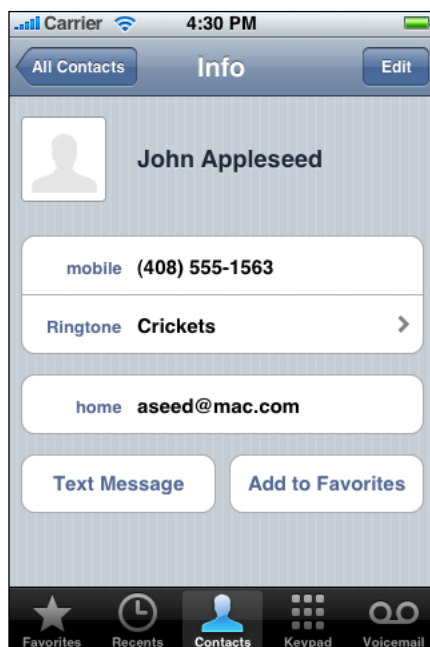 Carrier 4:30 PM
All Contacts Info Edit
John Appleseed
mobile (408) 555-1563
Ringtone Crickets
home aseed@mac.com
Text Message Add to Favorites
Favorites Recents Contacts Keypad Voicemail